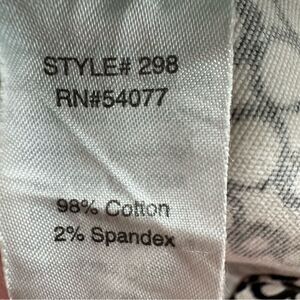 STYLE# 298
RN#54077
98% Cotton
2% Spandex